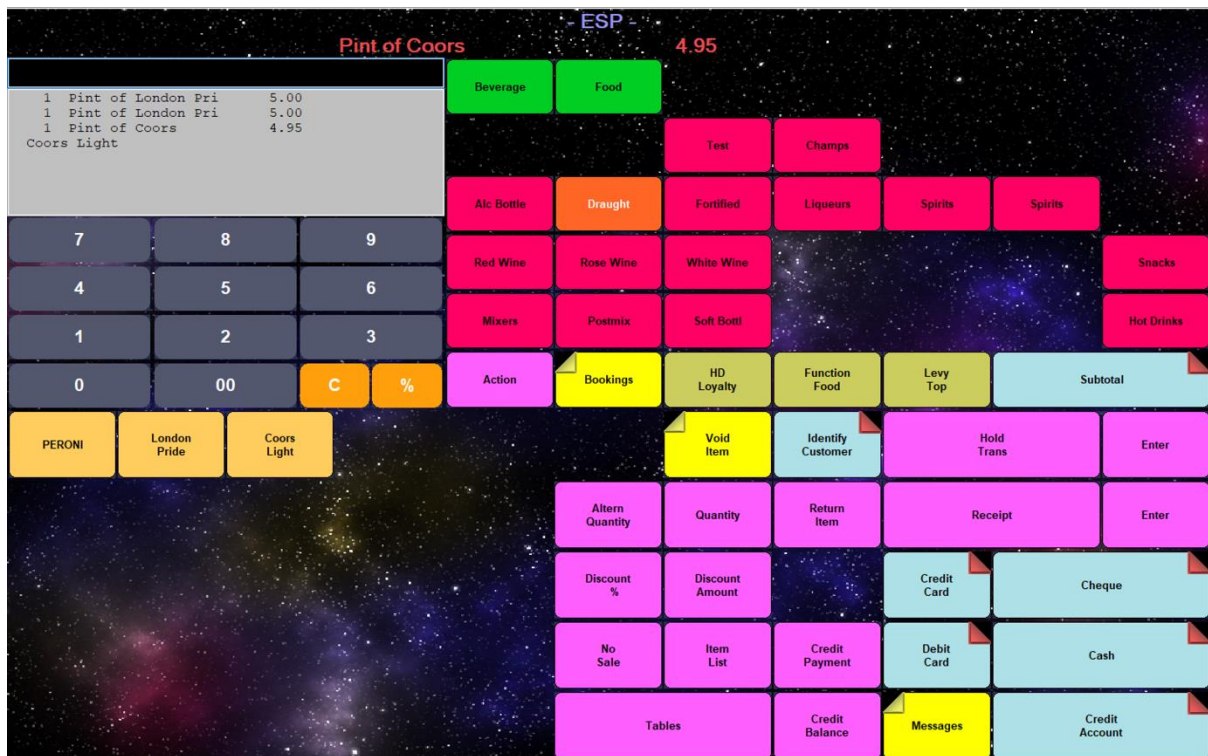 - ESP -
Pint of Coors 4.95
1 Pint of London Pri 5.00
1 Pint of London Pri 5.00
1 Pint of Coors 4.95
Coors Light
Beverage
Food
Test
Champs
Alc Bottle
Draught
Fortified
Liqueurs
Spirits
Spirits
7
8
9
Red Wine
Rose Wine
White Wine
Snacks
4
5
6
Mixers
Postmix
Soft Bottl
Hot Drinks
1
2
3
0
00
C
%
Action
Bookings
HD
Loyalty
Function
Food
Levy
Top
Subtotal
PERONI
London
Pride
Coors
Light
Void
Item
Identify
Customer
Hold
Trans
Enter
Altern
Quantity
Quantity
Return
Item
Receipt
Enter
Discount
%
Discount
Amount
Credit
Card
Cheque
No
Sale
Item
List
Credit
Payment
Debit
Card
Cash
Tables
Credit
Balance
Messages
Credit
Account